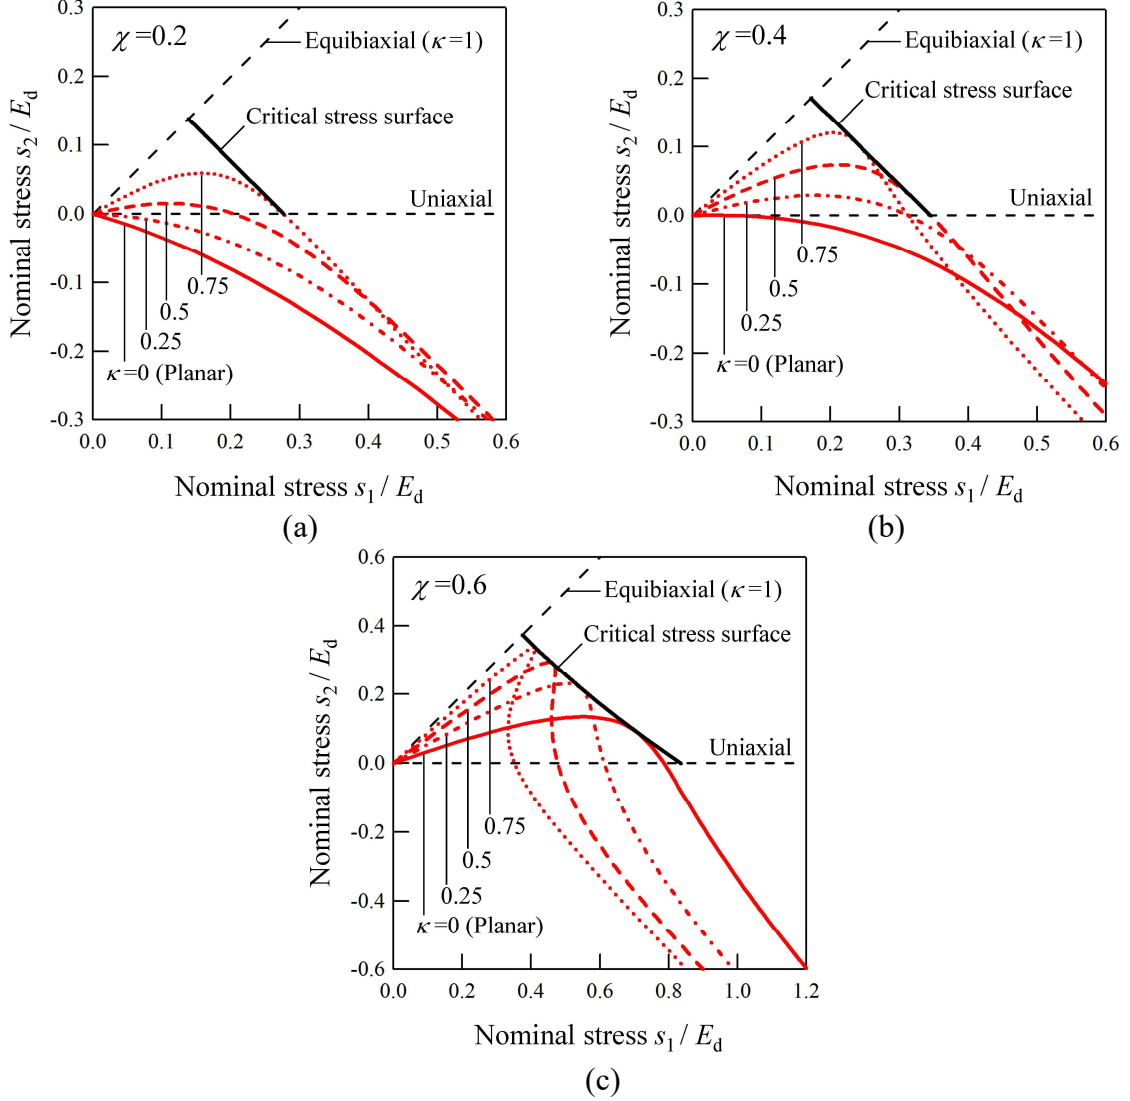 χ=0.2
Equibiaxial (κ=1)
Critical stress surface
Uniaxial
0.75
0.5
0.25
κ=0 (Planar)
0.3
0.2
0.1
0.0
-0.1
-0.2
-0.3
0.0 0.1 0.2 0.3 0.4 0.5 0.6
Nominal stress s2 / Ed
Nominal stress s1 / Ed
(a)
χ=0.4
Equibiaxial (κ=1)
Critical stress surface
Uniaxial
0.75
0.5
0.25
κ=0 (Planar)
0.3
0.2
0.1
0.0
-0.1
-0.2
-0.3
0.0 0.1 0.2 0.3 0.4 0.5 0.6
Nominal stress s2 / Ed
Nominal stress s1 / Ed
(b)
χ=0.6
Equibiaxial (κ=1)
Critical stress surface
Uniaxial
0.75
0.5
0.25
κ=0 (Planar)
0.6
0.4
0.2
0.0
-0.2
-0.4
-0.6
0.0 0.2 0.4 0.6 0.8 1.0 1.2
Nominal stress s2 / Ed
Nominal stress s1 / Ed
(c)